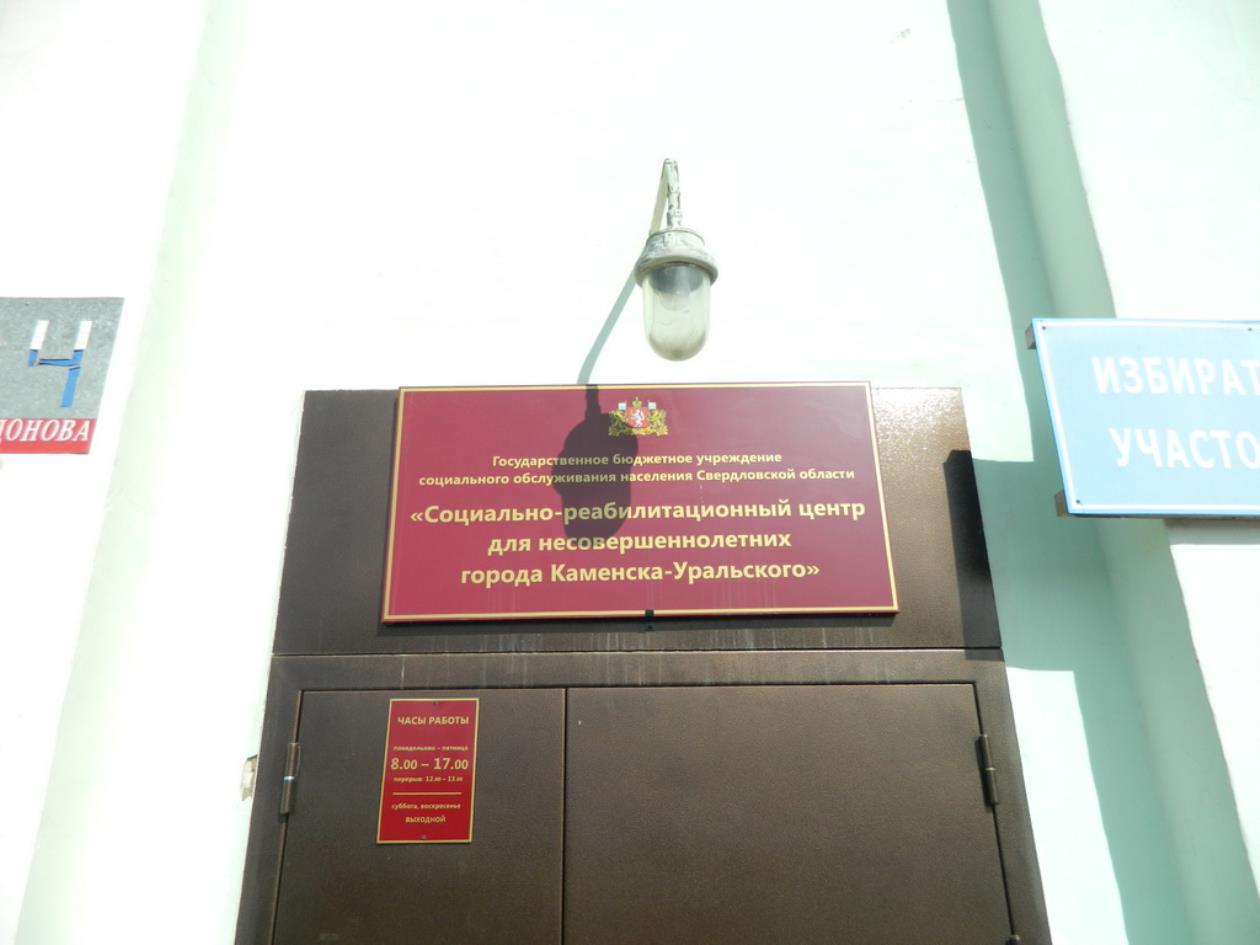 4
ДОНОВА
Государственное бюджетное учреждение
социального обслуживания населения Свердловской области
«Социально-реабилитационный центр
для несовершеннолетних
города Каменска-Уральского»
ЧАСЫ РАБОТЫ
понедельник – пятница
8.00 – 17.00
перерыв: 12.00 – 13.00
суббота, воскресенье
ВЫХОДНОЙ
ИЗБИРАТ
УЧАСТО